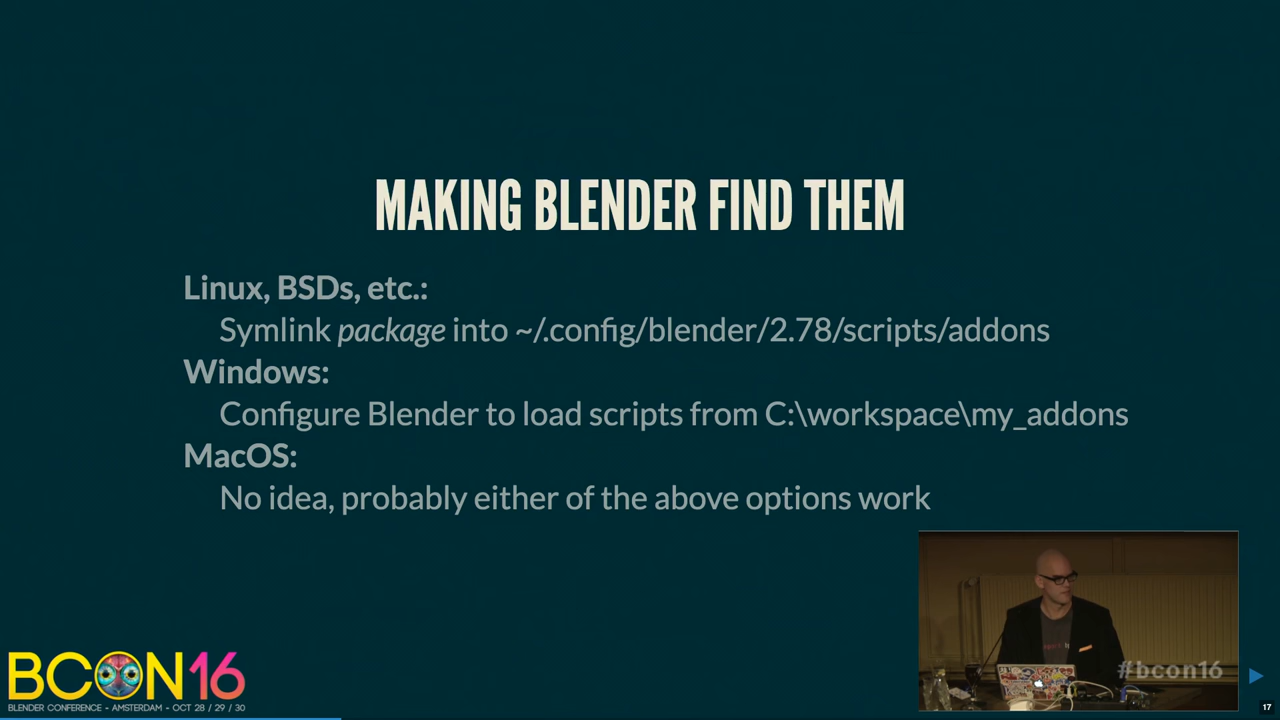 MAKING BLENDER FIND THEM
Linux, BSDs, etc.:
Symlink package into ~/.config/blender/2.78/scripts/addons
Windows:
Configure Blender to load scripts from C:\workspace\my_addons
MacOS:
No idea, probably either of the above options work
#bcon16
BCON16
BLENDER CONFERENCE - AMSTERDAM - OCT 28 / 29 / 30
17